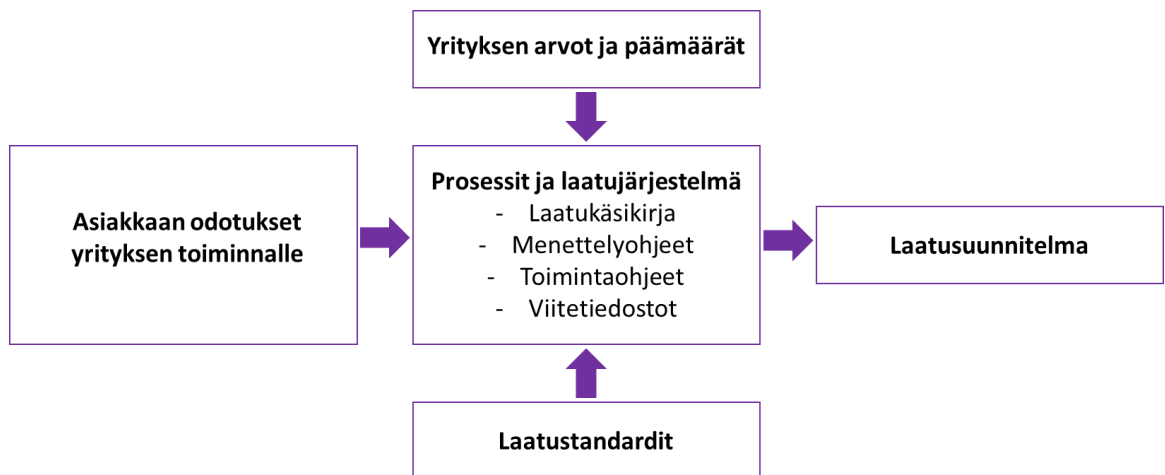 Yrityksen arvot ja päämäärät
Asiakkaan odotukset
yrityksen toiminnalle
Prosessit ja laatujärjestelmä
- Laatukäsikirja
- Menettelyohjeet
- Toimintaohjeet
- Viitetiedostot
Laatusuunnitelma
Laatustandardit